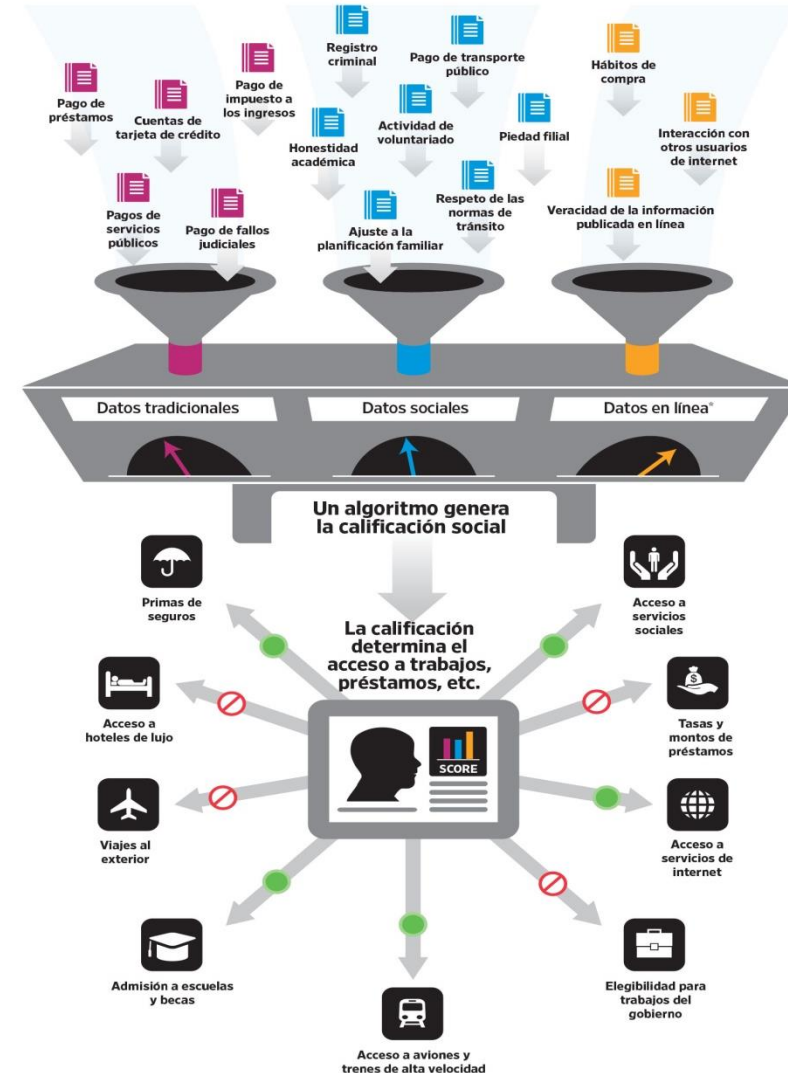 Pago de
préstamos
Cuentas de
tarjeta de crédito
Pago de
impuesto a
los ingresos
Pagos de
servicios
públicos
Pago de fallos
judiciales
Registro
criminal
Pago de transporte
público
Honestidad
académica
Actividad de
voluntariado
Piedad filial
Ajuste a la
planificación familiar
Respeto de las
normas de
tránsito
Hábitos de
compra
Interacción con
otros usuarios
de internet
Veracidad de la información
publicada en línea
Datos tradicionales
Datos sociales
Datos en línea*
Un algoritmo genera
la calificación social
La calificación
determina el
acceso a trabajos,
préstamos, etc.
SCORE
Primas de
seguros
Acceso a
servicios
sociales
Acceso a
hoteles de lujo
$
Tasas y
montos de
préstamos
Viajes al
exterior
Acceso a
servicios de
internet
Admisión a escuelas
y becas
Elegibilidad para
trabajos del
gobierno
Acceso a aviones y
trenes de alta velocidad